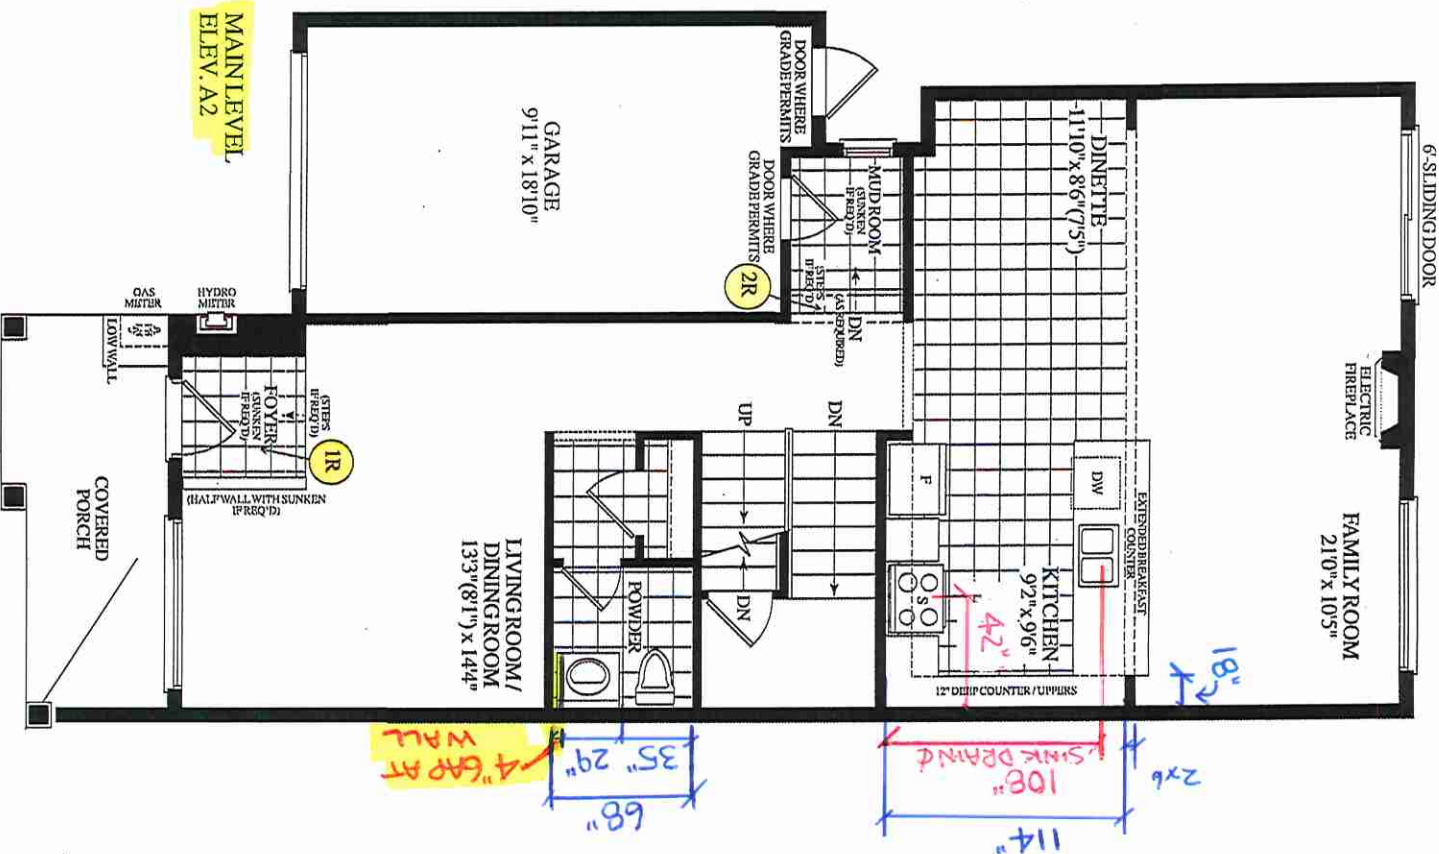 MAIN LEVEL
ELEV. A2
GARAGE
9'11" x 18'10"
DOOR WHERE
GRADE PERMITS
DOOR WHERE
GRADE PERMITS
MUD ROOM
(SUNKEN
IF REQ'D)
(STEPS
IF REQ'D)
(AS REQUIRED)
DN
2R
DINETTE
11'10" x 8'6" (7'5")
6'-SLIDING DOOR
ELECTRIC
FIREPLACE
FAMILY ROOM
21'0" x 10'5"
EXTENDED BREAKFAST
COUNTER
DW
F
S
KITCHEN
9'2" x 9'6"
12" DEEP COUNTER / UPPERS
UP
DN
DN
POWDER
LIVING ROOM /
DINING ROOM
13'3" (8'1") x 14'4"
GAS
METER
HYDRO
METER
LOW WALL
FOYER
(SUNKEN
IF REQ'D)
(STEPS
IF REQ'D)
1R
(HALF WALL WITH SUNKEN
IF REQ'D)
COVERED
PORCH
42"
18"
2x6
108"
SINK DRAIN
114"
35"
29"
68"
4" GAP AT
WALL